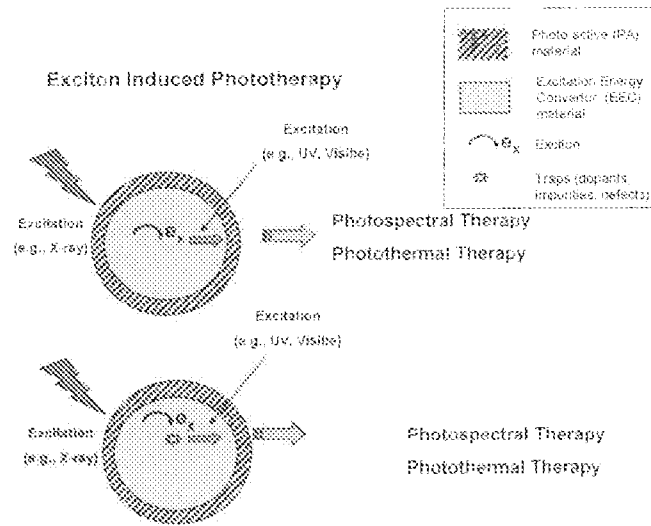 Photo active (PA)
material
Exciton Induced Phototherapy
Excitation Energy
Convertor (EEC)
material
Excitation
(e.g., UV, Visible)
e x
Exciton
Traps (dopants,
impurities, defects)
Excitation
(e.g., X-ray)
e x
Photospectral Therapy
Photothermal Therapy
Excitation
(e.g., UV, Visible)
Excitation
(e.g., X-ray)
e x
Photospectral Therapy
Photothermal Therapy